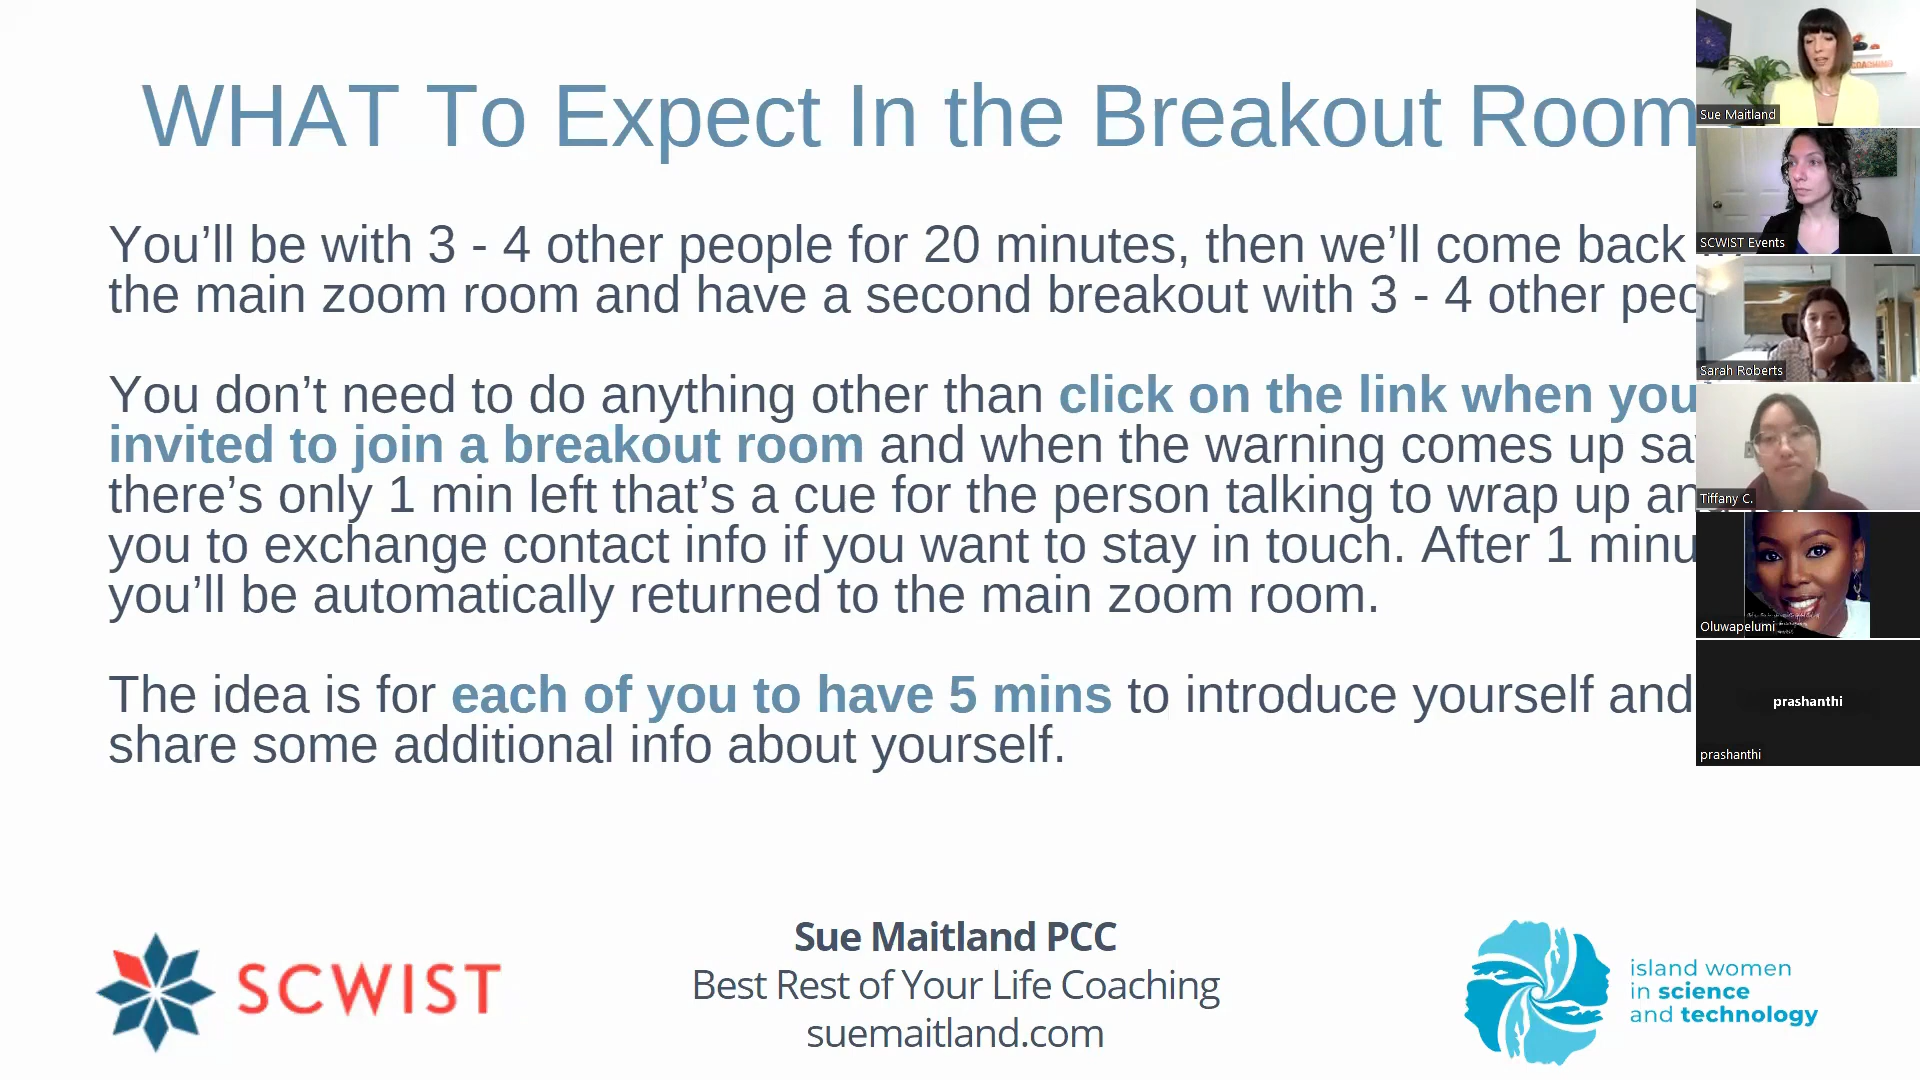 WHAT To Expect In the Breakout Room
You’ll be with 3 - 4 other people for 20 minutes, then we’ll come back
the main zoom room and have a second breakout with 3 - 4 other
You don’t need to do anything other than click on the link when you
invited to join a breakout room and when the warning comes up
there’s only 1 min left that’s a cue for the person talking to wrap up
you to exchange contact info if you want to stay in touch. After 1
you’ll be automatically returned to the main zoom room.
The idea is for each of you to have 5 mins to introduce yourself and
share some additional info about yourself.
Sue Maitland PCC
Best Rest of Your Life Coaching
suemaitland.com
SCWIST
island women
in science
and technology
COACHING
Sue Maitland
SCWIST Events
Sarah Roberts
Tiffany C.
Oluwapelumi
prashanthi
prashanthi